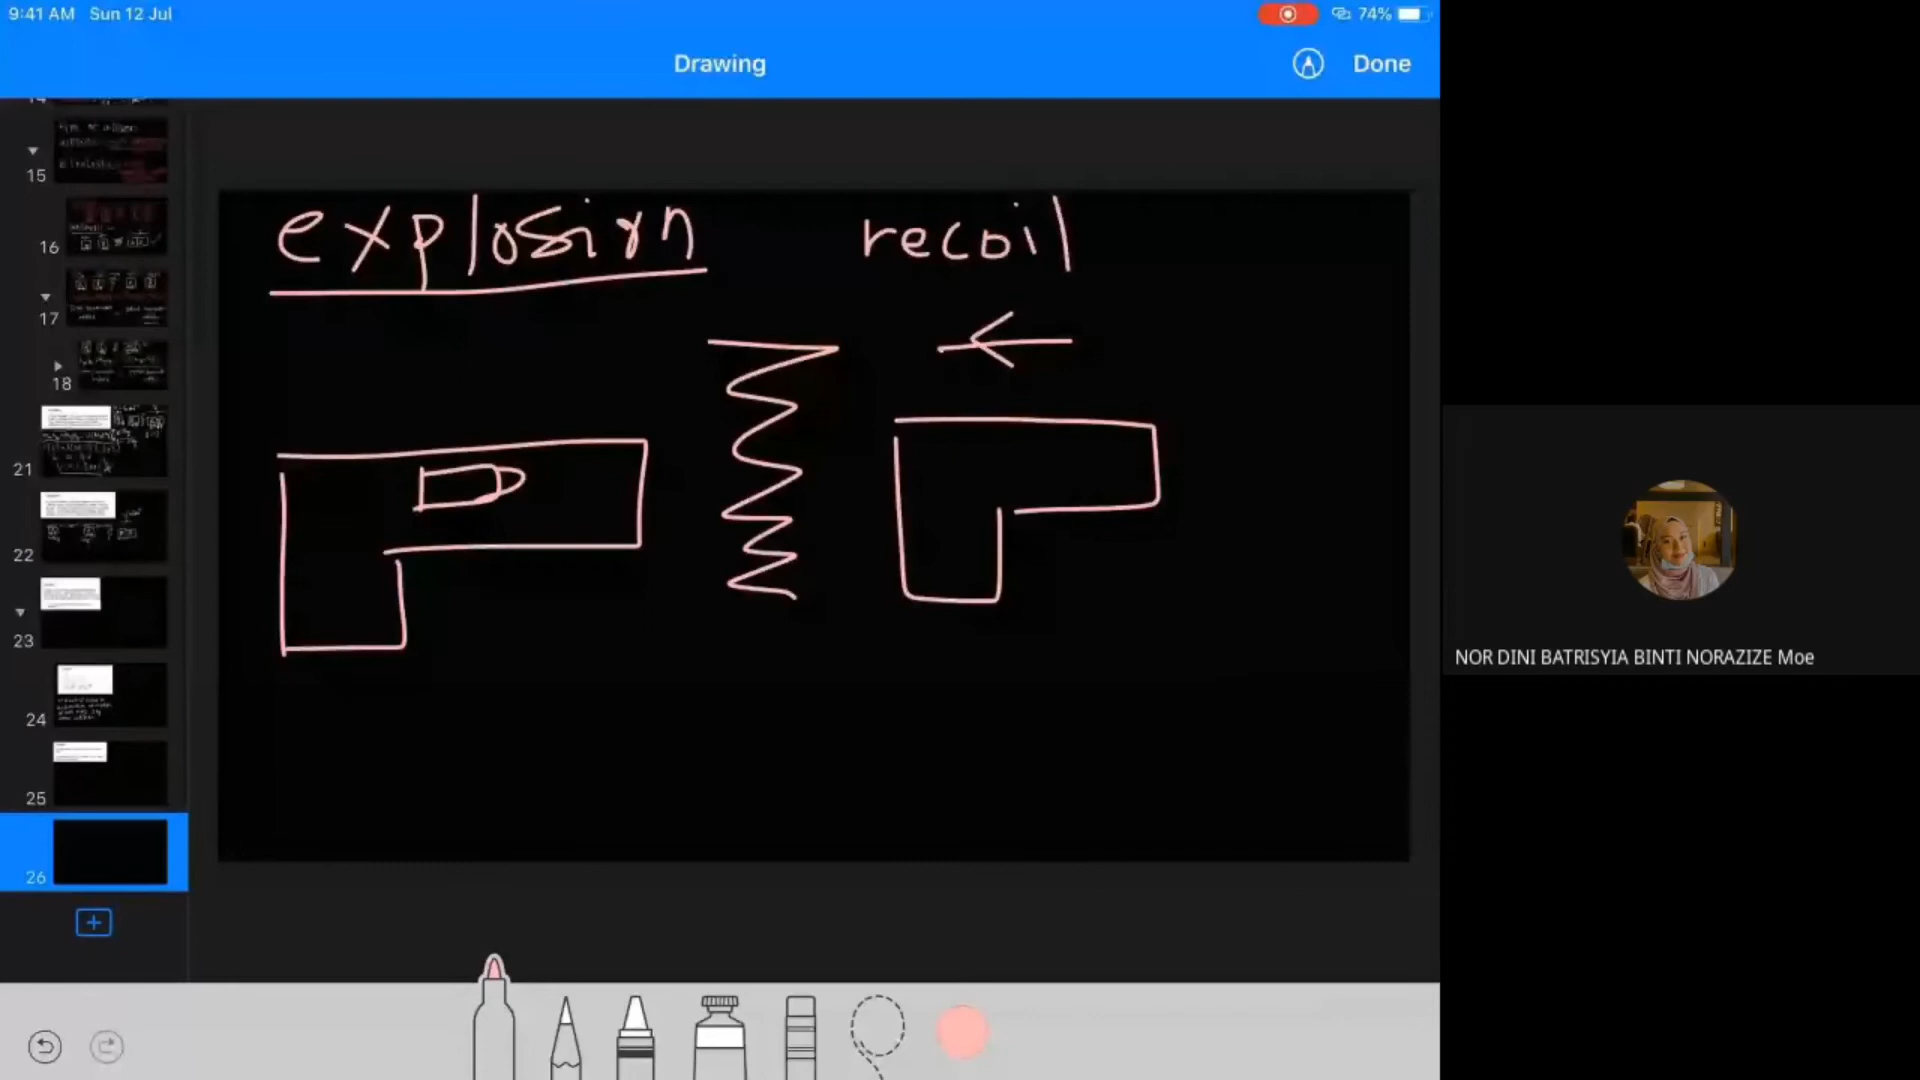 9:41 AM Sun 12 Jul
74%
Drawing
Done
explosion recoil
14
15
16
17
18
21
22
23
24
25
26
NOR DINI BATRISYIA BINTI NORAZIZE Moe